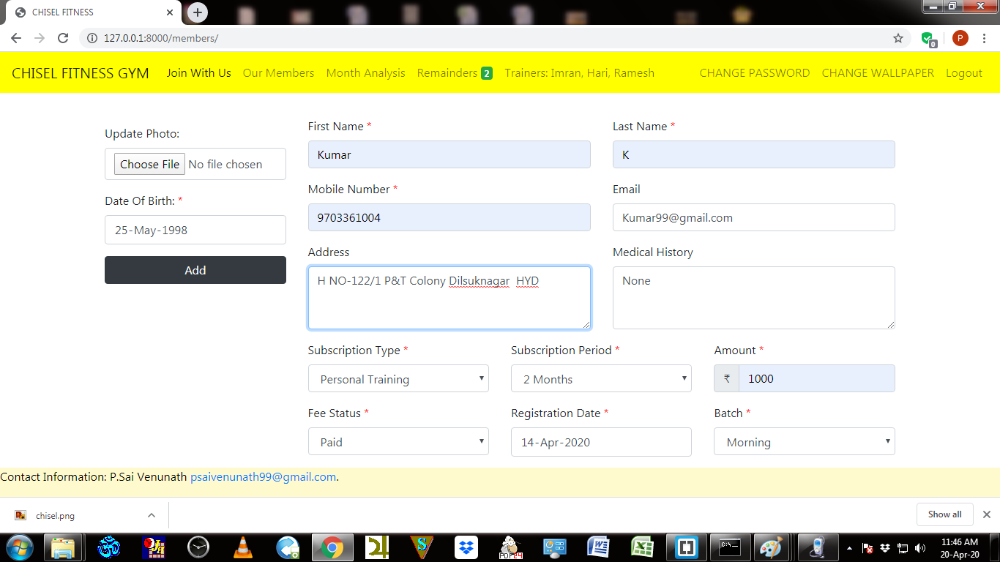 CHISEL FITNESS
127.0.0.1:8000/members/
0
P
CHISEL FITNESS GYM Join With Us Our Members Month Analysis Remainders 2 Trainers: Imran, Hari, Ramesh CHANGE PASSWORD CHANGE WALLPAPER Logout
Update Photo:
Choose File No file chosen
Date Of Birth: *
25-May-1998
Add
First Name * Last Name *
Kumar K
Mobile Number * Email
9703361004 Kumar99@gmail.com
Address Medical History
H NO-122/1 P&T Colony Dilsuknagar  HYD None
Subscription Type * Subscription Period * Amount *
Personal Training 2 Months ₹ 1000
Fee Status * Registration Date * Batch *
Paid 14-Apr-2020 Morning
Contact Information: P.Sai Venunath psaivenunath99@gmail.com.
chisel.png Show all
PDF24
C:\_
11:46 AM
20-Apr-20